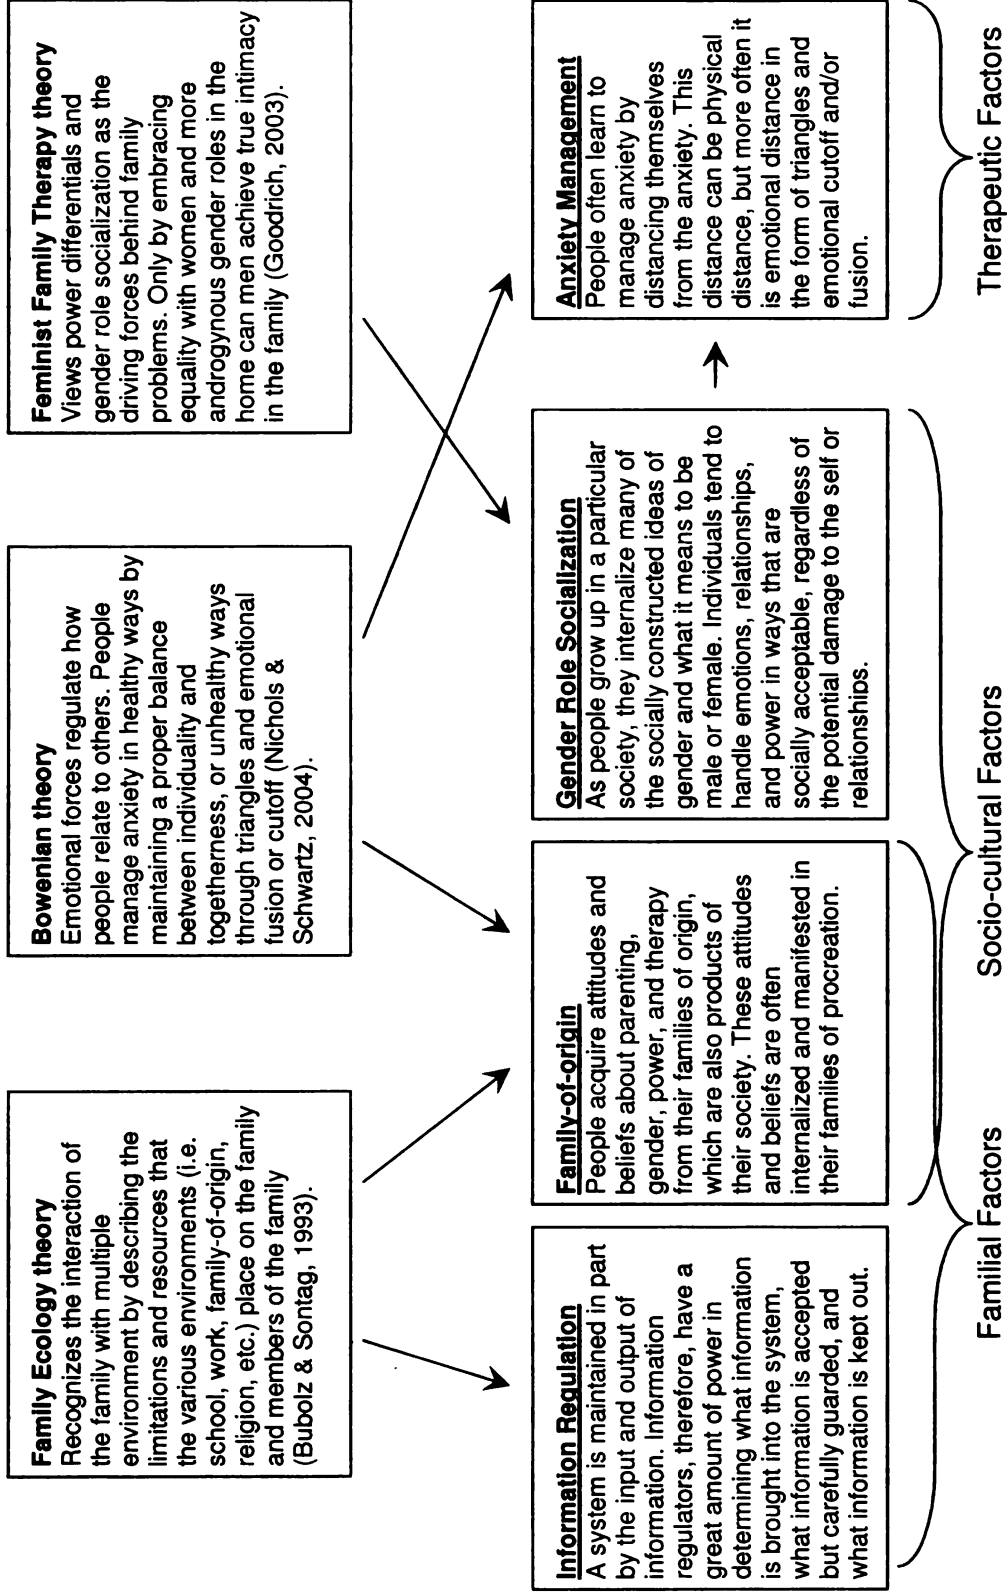 Family Ecology theory
Recognizes the interaction of
the family with multiple
environment by describing the
limitations and resources that
the various environments (i.e.
school, work, family-of-origin,
religion, etc.) place on the family
and members of the family
(Bubolz & Sontag, 1993).
Bowenian theory
Emotional forces regulate how
people relate to others. People
manage anxiety in healthy ways by
maintaining a proper balance
between individuality and
togetherness, or unhealthy ways
through triangles and emotional
fusion or cutoff (Nichols &
Schwartz, 2004).
Feminist Family Therapy theory
Views power differentials and
gender role socialization as the
driving forces behind family
problems. Only by embracing
equality with women and more
androgynous gender roles in the
home can men achieve true intimacy
in the family (Goodrich, 2003).
Information Regulation
A system is maintained in part
by the input and output of
information. Information
regulators, therefore, have a
great amount of power in
determining what information
is brought into the system,
what information is accepted
but carefully guarded, and
what information is kept out.
Family-of-origin
People acquire attitudes and
beliefs about parenting,
gender, power, and therapy
from their families of origin,
which are also products of
their society. These attitudes
and beliefs are often
internalized and manifested in
their families of procreation.
Gender Role Socialization
As people grow up in a particular
society, they internalize many of
the socially constructed ideas of
gender and what it means to be
male or female. Individuals tend to
handle emotions, relationships,
and power in ways that are
socially acceptable, regardless of
the potential damage to the self or
relationships.
Anxiety Management
People often learn to
manage anxiety by
distancing themselves
from the anxiety. This
distance can be physical
distance, but more often it
is emotional distance in
the form of triangles and
emotional cutoff and/or
fusion.
Familial Factors
Socio-cultural Factors
Therapeutic Factors